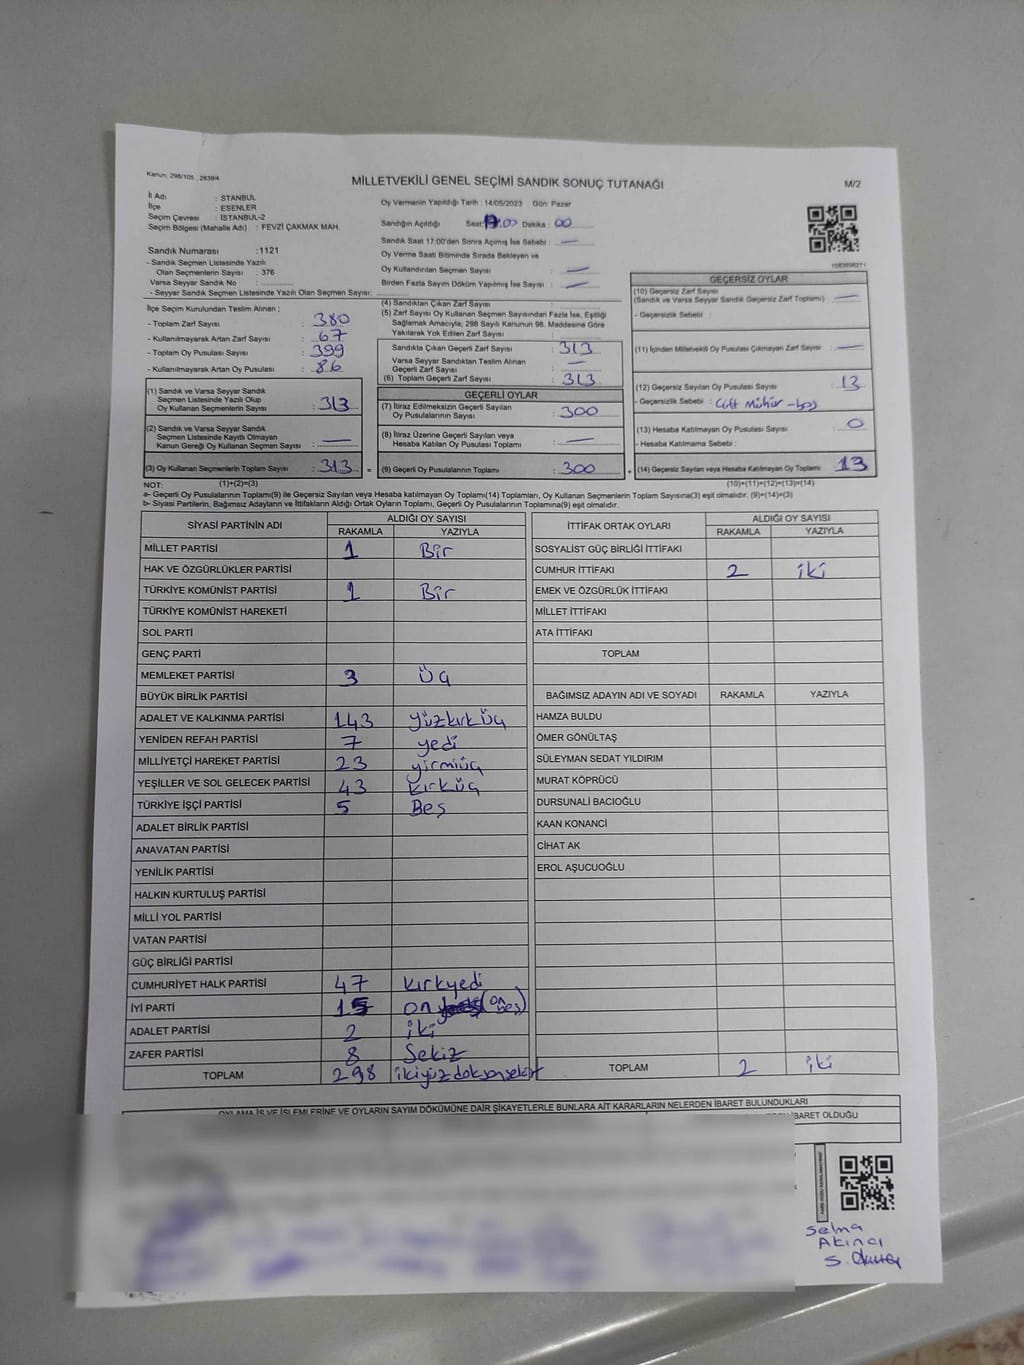 Kanun, 298/105 , 2839/4
MİLLETVEKİLİ GENEL SEÇİMİ SANDIK SONUÇ TUTANAĞI
M/2
İl Adı : STANBUL
İlçe : ESENLER
Seçim Çevresi : İSTANBUL-2
Seçim Bölgesi (Mahalle Adı) : FEVZİ ÇAKMAK MAH.
Sandık Numarası : 1121
- Sandık Seçmen Listesinde Yazılı
Olan Seçmenlerin Sayısı : 376
Varsa Seyyar Sandık No :
- Seyyar Sandık Seçmen Listesinde Yazılı Olan Seçmen Sayısı:
Oy Vermenin Yapıldığı Tarih : 14/05/2023 Gün: Pazar
Sandığın Açıldığı Saat: 17.00 Dakika : 00
Sandık Saat 17:00'den Sonra Açılmış İse Sebebi : —
Oy Verme Saati Bitiminde Sırada Bekleyen ve
Oy Kullandırılan Seçmen Sayısı : —
Birden Fazla Sayım Döküm Yapılmış İse Sayısı : —
İlçe Seçim Kurulundan Teslim Alınan ;
- Toplam Zarf Sayısı : 380
- Kullanılmayarak Artan Zarf Sayısı : 67
- Toplam Oy Pusulası Sayısı : 399
- Kullanılmayarak Artan Oy Pusulası : 86
(4) Sandıktan Çıkan Zarf Sayısı :
(5) Zarf Sayısı Oy Kullanan Seçmen Sayısından Fazla İse, Eşitliği
Sağlamak Amacıyla; 298 Sayılı Kanunun 98. Maddesine Göre
Yakılarak Yok Edilen Zarf Sayısı :
Sandıkta Çıkan Geçerli Zarf Sayısı : 313
Varsa Seyyar Sandıktan Teslim Alınan
Geçerli Zarf Sayısı : —
(6) Toplam Geçerli Zarf Sayısı : 313
1083698271
GEÇERSİZ OYLAR
(10) Geçersiz Zarf Sayısı
(Sandık ve Varsa Seyyar Sandık Geçersiz Zarf Toplamı) : —
- Geçersizlik Sebebi :
(11) İçinden Milletvekili Oy Pusulası Çıkmayan Zarf Sayısı : —
(12) Geçersiz Sayılan Oy Pusulası Sayısı : 13
- Geçersizlik Sebebi : Çift Mühür - boş
(13) Hesaba Katılmayan Oy Pusulası Sayısı : 0
- Hesaba Katılmama Sebebi :
(14) Geçersiz Sayılan veya Hesaba Katılmayan Oy Toplamı : 13
(10)+(11)+(12)+(13)=(14)
(1) Sandık ve Varsa Seyyar Sandık
Seçmen Listesinde Yazılı Olup
Oy Kullanan Seçmenlerin Sayısı : 313
(2) Sandık ve Varsa Seyyar Sandık
Seçmen Listesinde Kayıtlı Olmayan
Kanun Gereği Oy Kullanan Seçmen Sayısı : —
(3) Oy Kullanan Seçmenlerin Toplam Sayısı : 313 =
GEÇERLİ OYLAR
(7) İtiraz Edilmeksizin Geçerli Sayılan
Oy Pusulalarının Sayısı : 300
(8) İtiraz Üzerine Geçerli Sayılan veya
Hesaba Katılan Oy Pusulası Toplamı : —
(9) Geçerli Oy Pusulalarının Toplamı : 300 +
NOT: (1)+(2)=(3)
a- Geçerli Oy Pusulaları Toplamı(9) ile Geçersiz Sayılan veya Hesaba katılmayan Oy Toplamı(14) Toplamları, Oy Kullanan Seçmenlerin Toplam Sayısına(3) eşit olmalıdır. (9)+(14)=(3)
b- Siyasi Partilerin, Bağımsız Adayların ve İttifakların Aldığı Ortak Oyların Toplamı, Geçerli Oy Pusulalarının Toplamına(9) eşit olmalıdır.
SİYASİ PARTİNİN ADI ALDIĞI OY SAYISI
RAKAMLA YAZIYLA
MİLLET PARTİSİ 1 Bir
HAK VE ÖZGÜRLÜKLER PARTİSİ
TÜRKİYE KOMÜNİST PARTİSİ 1 Bir
TÜRKİYE KOMÜNİST HAREKETİ
SOL PARTİ
GENÇ PARTİ
MEMLEKET PARTİSİ 3 Üç
BÜYÜK BİRLİK PARTİSİ
ADALET VE KALKINMA PARTİSİ 143 yüzkırküç
YENİDEN REFAH PARTİSİ 7 yedi
MİLLİYETÇİ HAREKET PARTİSİ 23 yirmiüç
YEŞİLLER VE SOL GELECEK PARTİSİ 43 kırküç
TÜRKİYE İŞÇİ PARTİSİ 5 Beş
ADALET BİRLİK PARTİSİ
ANAVATAN PARTİSİ
YENİLİK PARTİSİ
HALKIN KURTULUŞ PARTİSİ
MİLLİ YOL PARTİSİ
VATAN PARTİSİ
GÜÇ BİRLİĞİ PARTİSİ
CUMHURİYET HALK PARTİSİ 47 kırkyedi
İYİ PARTİ 15 on (on beş)
ADALET PARTİSİ 2 iki
ZAFER PARTİSİ 8 Sekiz
TOPLAM 298 ikiyüzdoksansekiz
İTTİFAK ORTAK OYLARI ALDIĞI OY SAYISI
RAKAMLA YAZIYLA
SOSYALİST GÜÇ BİRLİĞİ İTTİFAKI
CUMHUR İTTİFAKI 2 iki
EMEK VE ÖZGÜRLÜK İTTİFAKI
MİLLET İTTİFAKI
ATA İTTİFAKI
TOPLAM
BAĞIMSIZ ADAYIN ADI VE SOYADI RAKAMLA YAZIYLA
HAMZA BULDU
ÖMER GÖNÜLTAŞ
SÜLEYMAN SEDAT YILDIRIM
MURAT KÖPRÜCÜ
DURSUNALİ BACIOĞLU
KAAN KONANCİ
CİHAT AK
EROL AŞUCUOĞLU
TOPLAM 2 iki
OYLAMA İŞ VE İŞLEMLERİNE VE OYLARIN SAYIM DÖKÜMÜNE DAİR ŞİKAYETLERLE BUNLARA AİT KARARLARIN NELERDEN İBARET BULUNDUKLARI
İBARET OLDUĞU
Selma
Akıncı